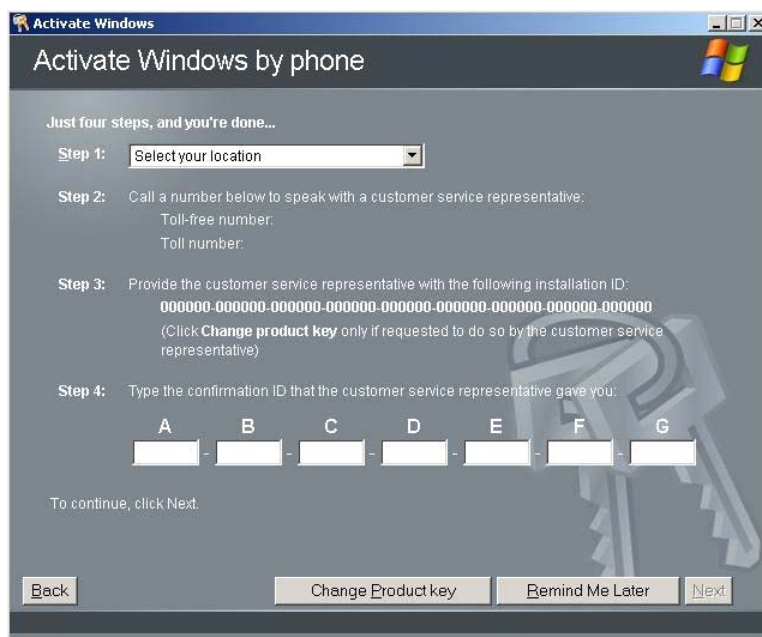 Activate Windows
Activate Windows by phone
Just four steps, and you're done...
Step 1: Select your location
Step 2: Call a number below to speak with a customer service representative:
Toll-free number:
Toll number:
Step 3: Provide the customer service representative with the following installation ID:
000000-000000-000000-000000-000000-000000-000000-000000-000000
(Click Change product key only if requested to do so by the customer service
representative)
Step 4: Type the confirmation ID that the customer service representative gave you:
A B C D E F G
- - - - - -
To continue, click Next.
Back Change Product key Remind Me Later Next